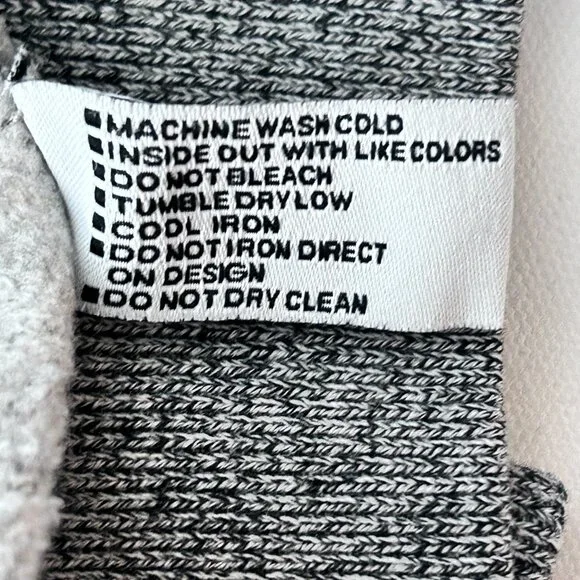 MACHINE WASH COLD
INSIDE OUT WITH LIKE COLORS
DO NOT BLEACH
TUMBLE DRY LOW
COOL IRON
DO NOT IRON DIRECT
ON DESIGN
DO NOT DRY CLEAN